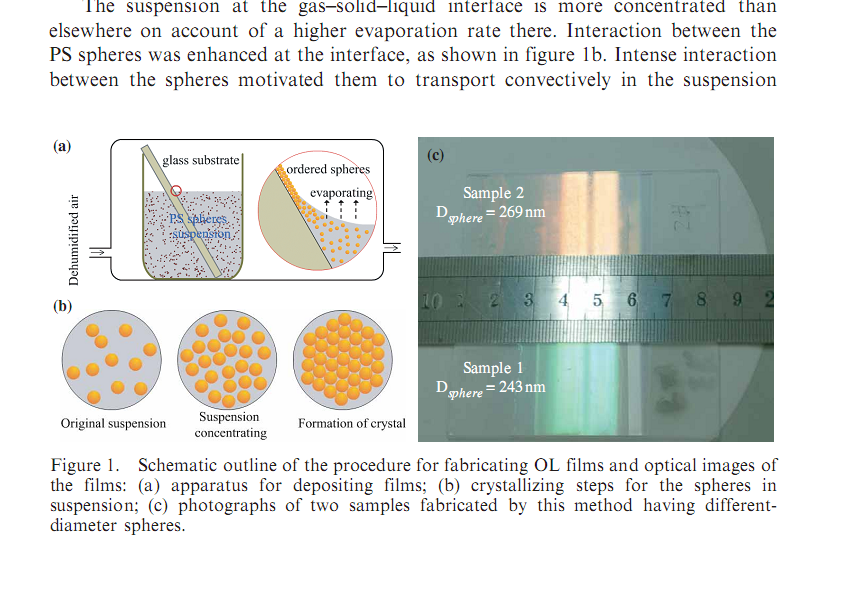 The suspension at the gas–solid–liquid interface is more concentrated than
elsewhere on account of a higher evaporation rate there. Interaction between the
PS spheres was enhanced at the interface, as shown in figure 1b. Intense interaction
between the spheres motivated them to transport convectively in the suspension
(a)
glass substrate
ordered spheres
evaporating
PS spheres
suspension
Dehumidified air
(b)
Original suspension
Suspension
concentrating
Formation of crystal
(c)
Sample 2
Dsphere = 269 nm
10 1 2 3 4 5 6 7 8 9 2
Sample 1
Dsphere = 243 nm
Figure 1. Schematic outline of the procedure for fabricating OL films and optical images of
the films: (a) apparatus for depositing films; (b) crystallizing steps for the spheres in
suspension; (c) photographs of two samples fabricated by this method having different-
diameter spheres.